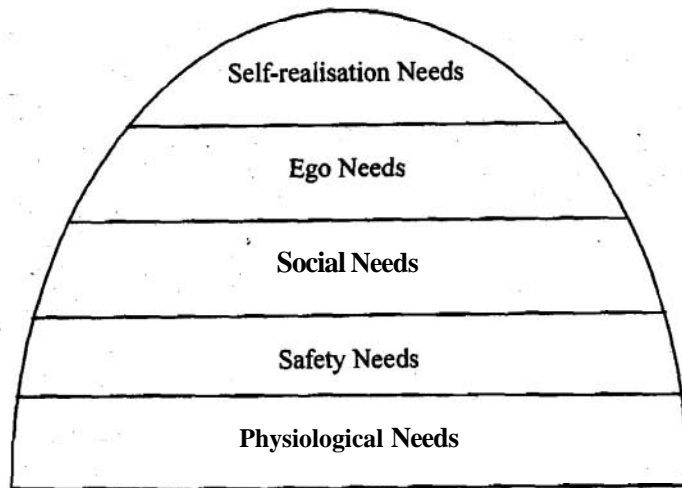 Self-realisation Needs
Ego Needs
Social Needs
Safety Needs
Physiological Needs